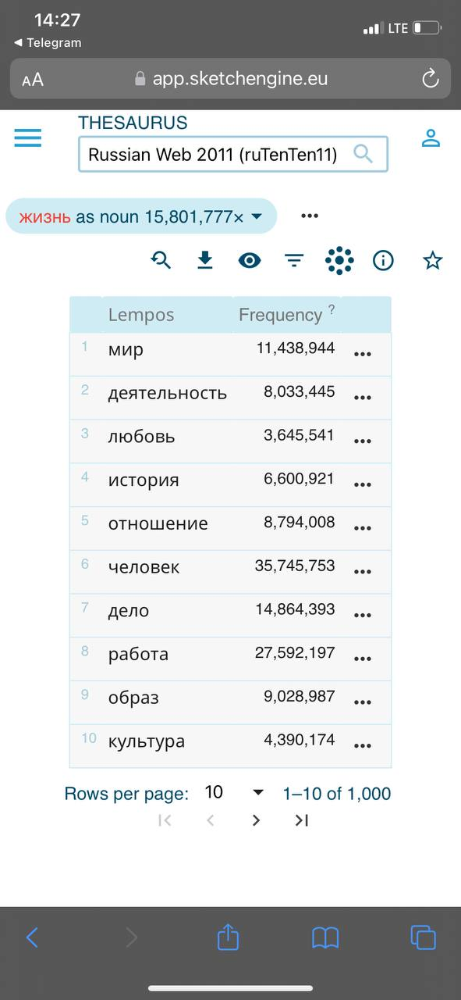 14:27
LTE
◀ Telegram
AA
app.sketchengine.eu
THESAURUS
Russian Web 2011 (ruTenTen11)
жизнь as noun 15,801,777×
Lempos Frequency ?
1 мир 11,438,944
2 деятельность 8,033,445
3 любовь 3,645,541
4 история 6,600,921
5 отношение 8,794,008
6 человек 35,745,753
7 дело 14,864,393
8 работа 27,592,197
9 образ 9,028,987
10 культура 4,390,174
Rows per page: 10 1–10 of 1,000